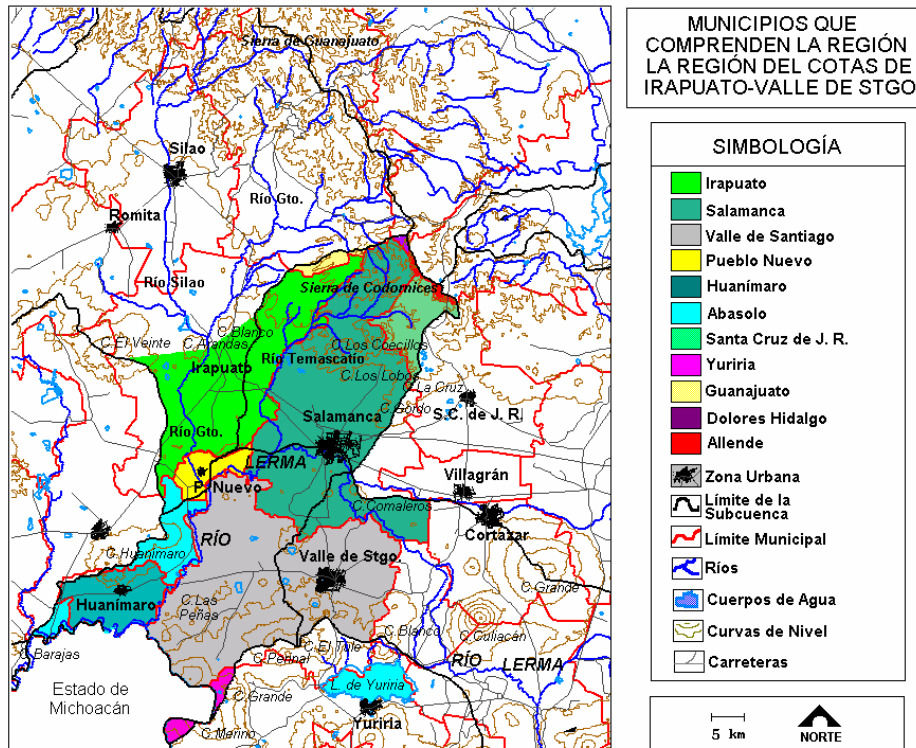 MUNICIPIOS QUE
COMPRENDEN LA REGIÓN
LA REGIÓN DEL COTAS DE
IRAPUATO-VALLE DE STGO
SIMBOLOGÍA
Irapuato
Salamanca
Valle de Santiago
Pueblo Nuevo
Huanímaro
Abasolo
Santa Cruz de J. R.
Yuriria
Guanajuato
Dolores Hidalgo
Allende
Zona Urbana
Límite de la
Subcuenca
Límite Municipal
Ríos
Cuerpos de Agua
Curvas de Nivel
Carreteras
5 km
NORTE
Sierra de Guanajuato
Silao
Río Gto.
Romita
Río Silao
Sierra de Codornices
C. Blanco
C. El Veinte
C. Arandas
C. Los Coecillos
Irapuato
Río Temascatío
C. Los Lobos
C. La Cruz
Salamanca
C. Gordo
S.C. de J. R.
Río Gto.
LERMA
P. Nuevo
Villagrán
C. Comaleros
RÍO
Cortazar
C. Huanímaro
Valle de Stgo.
C. Grande
Huanímaro
C. Las
Peñas
C. Blanco
C. Culiacán
C. El Tule
C. Barajas
C. Perinal
RÍO
LERMA
Estado de
Michoacán
L. de Yuriria
C. Grande
Yuriria
C. Merino